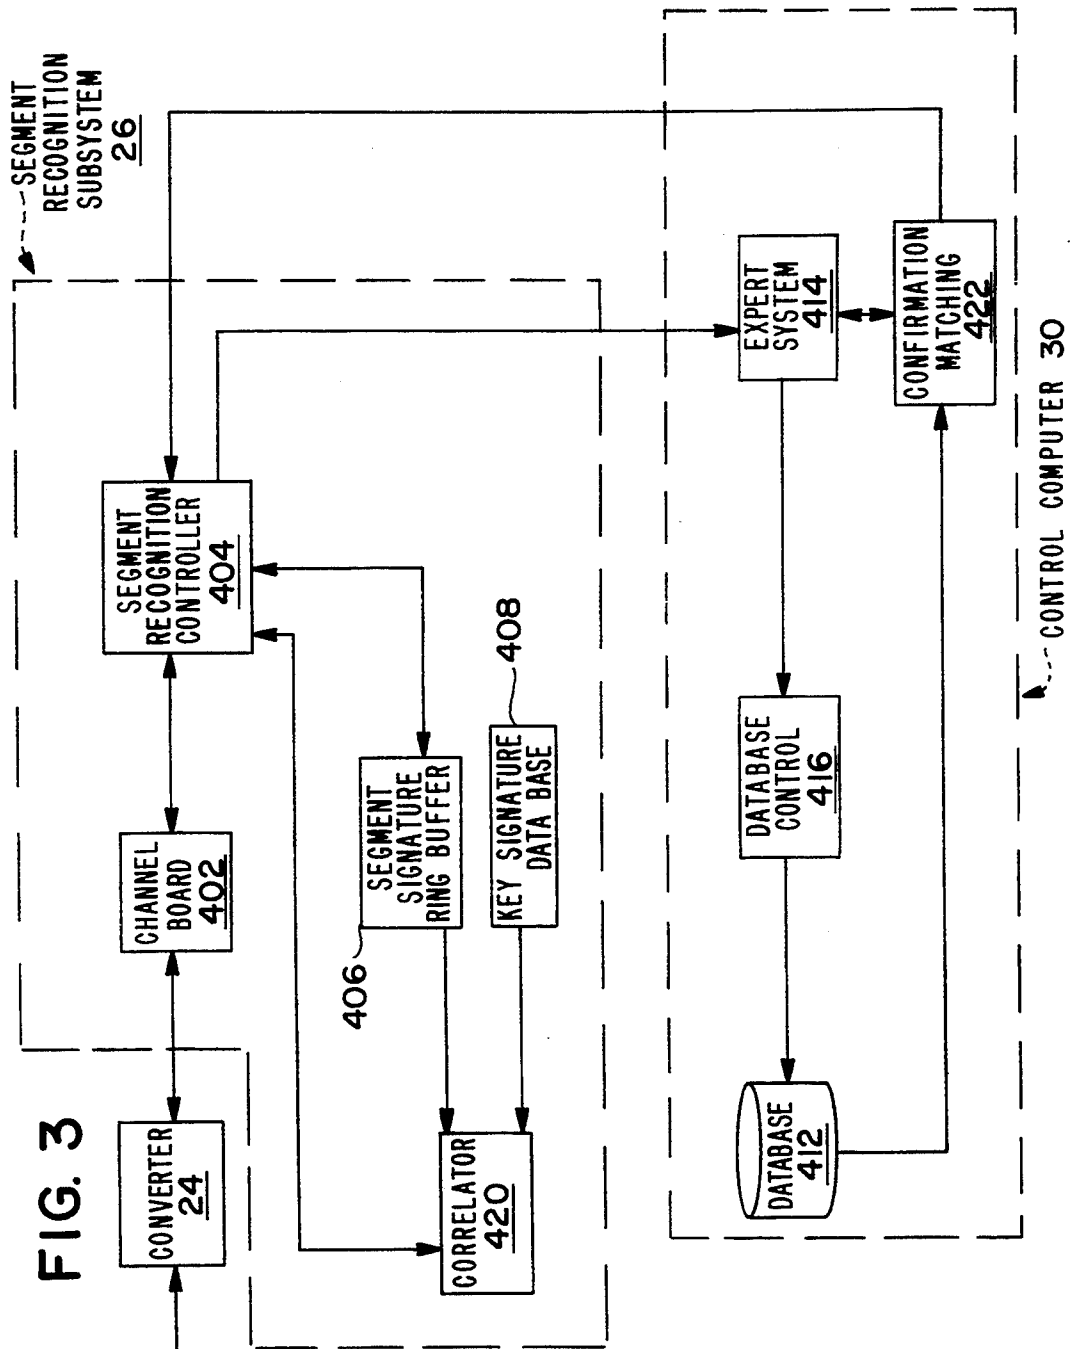 FIG. 3
SEGMENT
RECOGNITION
SUBSYSTEM
26
CONVERTER
24
CHANNEL
BOARD
402
SEGMENT
RECOGNITION
CONTROLLER
404
406
SEGMENT
SIGNATURE
RING BUFFER
408
KEY SIGNATURE
DATA BASE
CORRELATOR
420
DATABASE
412
DATABASE
CONTROL
416
EXPERT
SYSTEM
414
CONFIRMATION
MATCHING
422
CONTROL COMPUTER 30